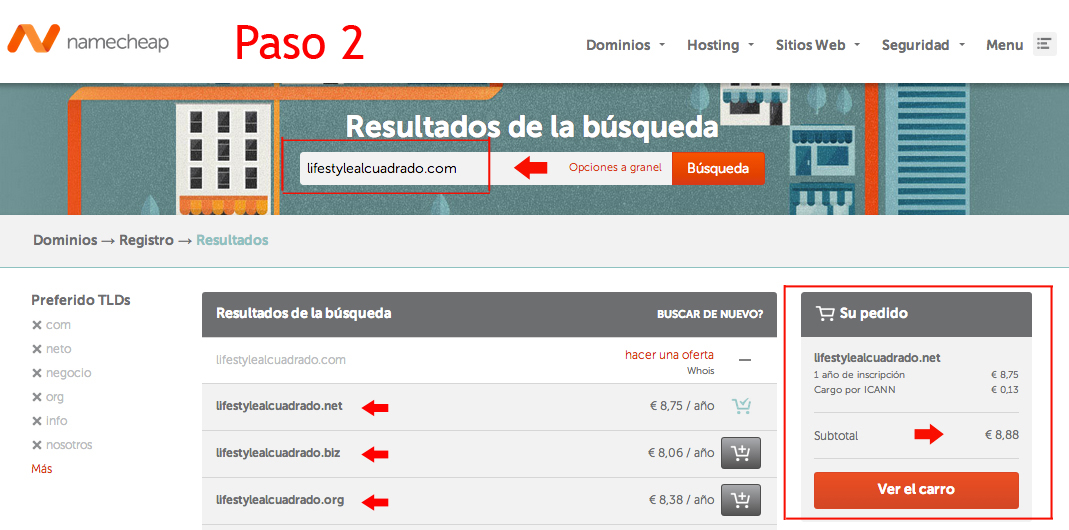 namecheap
Paso 2
Dominios
Hosting
Sitios Web
Seguridad
Menu
Resultados de la búsqueda
lifestylealcuadrado.com
Opciones a granel
Búsqueda
Dominios → Registro → Resultados
Preferido TLDs
com
neto
negocio
org
info
nosotros
Más
Resultados de la búsqueda
BUSCAR DE NUEVO?
lifestylealcuadrado.com
hacer una oferta
Whois
lifestylealcuadrado.net
€ 8,75 / año
lifestylealcuadrado.biz
€ 8,06 / año
lifestylealcuadrado.org
€ 8,38 / año
Su pedido
lifestylealcuadrado.net
1 año de inscripción € 8,75
Cargo por ICANN € 0,13
Subtotal € 8,88
Ver el carro